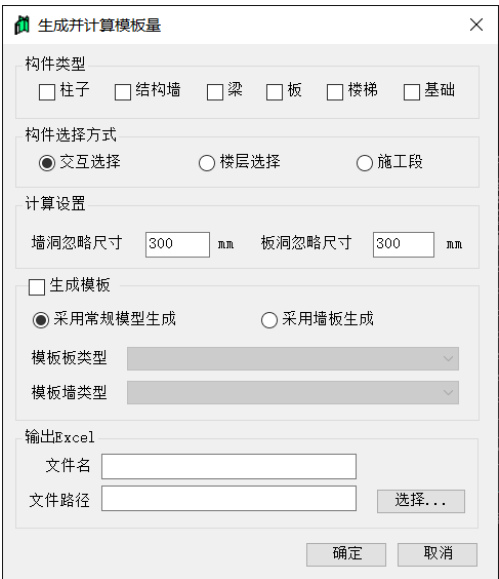 生成并计算模板量
构件类型
柱子 结构墙 梁 板 楼梯 基础
构件选择方式
交互选择 楼层选择 施工段
计算设置
墙洞忽略尺寸 300 mm 板洞忽略尺寸 300 mm
生成模板
采用常规模型生成 采用墙板生成
模板板类型
模板墙类型
输出Excel
文件名
文件路径 选择...
确定 取消